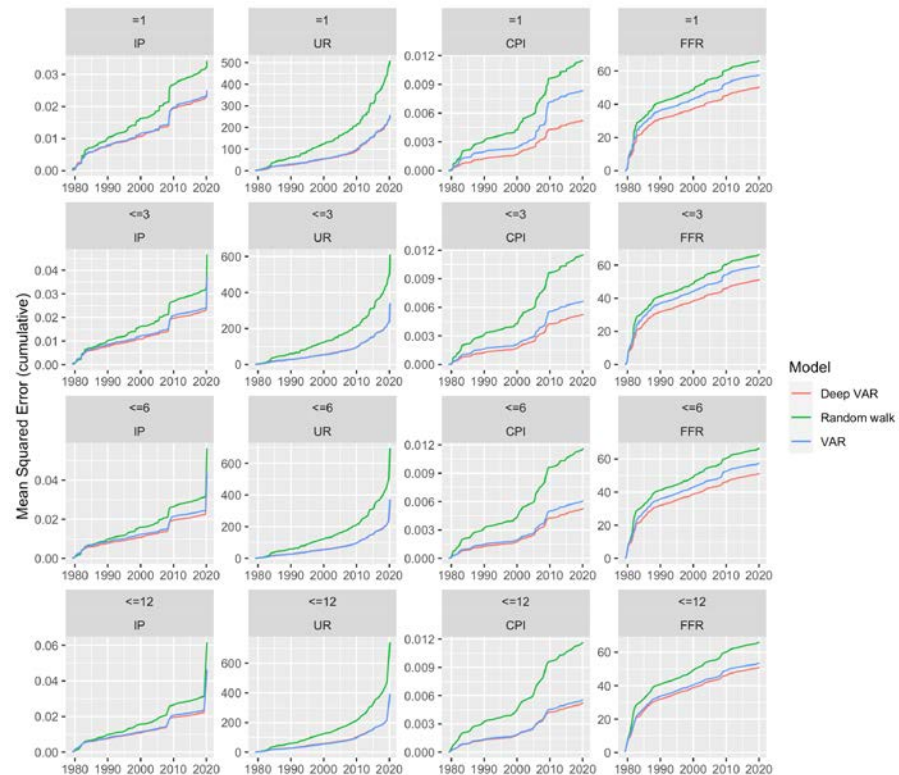 =1
=1
=1
=1
IP
UR
CPI
FFR
0.03
0.02
0.01
0.00
500
400
300
200
100
0
0.012
0.009
0.006
0.003
0.000
60
40
20
0
1980 1990 2000 2010 2020
1980 1990 2000 2010 2020
1980 1990 2000 2010 2020
1980 1990 2000 2010 2020
<=3
<=3
<=3
<=3
IP
UR
CPI
FFR
0.04
0.03
0.02
0.01
0.00
600
400
200
0
0.012
0.009
0.006
0.003
0.000
60
40
20
0
1980 1990 2000 2010 2020
1980 1990 2000 2010 2020
1980 1990 2000 2010 2020
1980 1990 2000 2010 2020
Mean Squared Error (cumulative)
Model
Deep VAR
Random walk
VAR
<=6
<=6
<=6
<=6
IP
UR
CPI
FFR
0.04
0.02
0.00
600
400
200
0
0.012
0.009
0.006
0.003
0.000
60
40
20
0
1980 1990 2000 2010 2020
1980 1990 2000 2010 2020
1980 1990 2000 2010 2020
1980 1990 2000 2010 2020
<=12
<=12
<=12
<=12
IP
UR
CPI
FFR
0.06
0.04
0.02
0.00
600
400
200
0
0.012
0.009
0.006
0.003
0.000
60
40
20
0
1980 1990 2000 2010 2020
1980 1990 2000 2010 2020
1980 1990 2000 2010 2020
1980 1990 2000 2010 2020